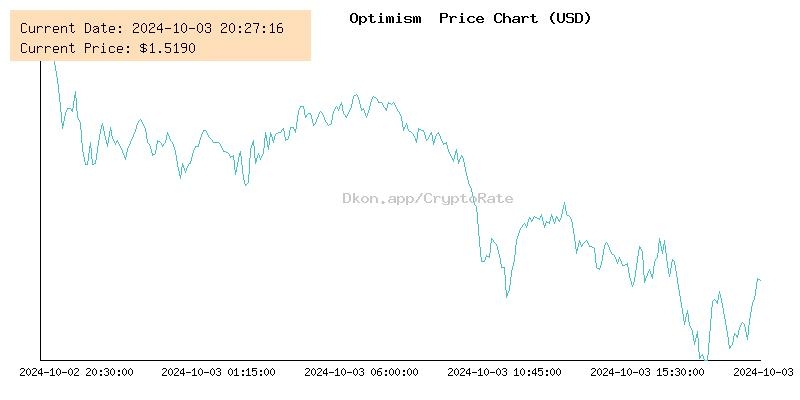 Optimism  Price Chart (USD)
Current Date: 2024-10-03 20:27:16
Current Price: $1.5190
Dkon.app/CryptoRate
2024-10-02 20:30:00 2024-10-03 01:15:00 2024-10-03 06:00:00 2024-10-03 10:45:00 2024-10-03 15:30:00 2024-10-03